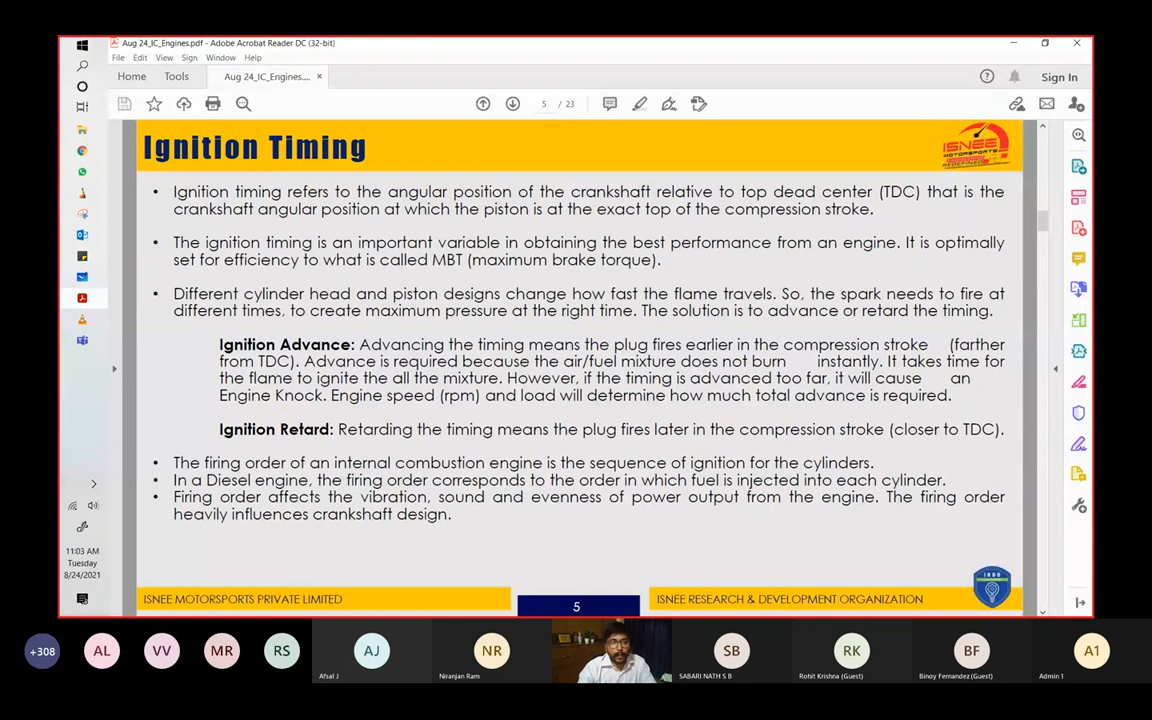 Aug 24_IC_Engines.pdf - Adobe Acrobat Reader DC (32-bit)
File Edit View Sign Window Help
Home Tools Aug 24_IC_Engines.... × Sign In
5 / 23
Ignition Timing
ISNEE
MOTORSPORTS
REDEFINED
• Ignition timing refers to the angular position of the crankshaft relative to top dead center (TDC) that is the
crankshaft angular position at which the piston is at the exact top of the compression stroke.
• The ignition timing is an important variable in obtaining the best performance from an engine. It is optimally
set for efficiency to what is called MBT (maximum brake torque).
• Different cylinder head and piston designs change how fast the flame travels. So, the spark needs to fire at
different times, to create maximum pressure at the right time. The solution is to advance or retard the timing.
Ignition Advance: Advancing the timing means the plug fires earlier in the compression stroke (farther
from TDC). Advance is required because the air/fuel mixture does not burn instantly. It takes time for
the flame to ignite the all the mixture. However, if the timing is advanced too far, it will cause an
Engine Knock. Engine speed (rpm) and load will determine how much total advance is required.
Ignition Retard: Retarding the timing means the plug fires later in the compression stroke (closer to TDC).
• The firing order of an internal combustion engine is the sequence of ignition for the cylinders.
• In a Diesel engine, the firing order corresponds to the order in which fuel is injected into each cylinder.
• Firing order affects the vibration, sound and evenness of power output from the engine. The firing order
heavily influences crankshaft design.
11:03 AM
Tuesday
8/24/2021
ISNEE MOTORSPORTS PRIVATE LIMITED
5
ISNEE RESEARCH & DEVELOPMENT ORGANIZATION
+308 AL VV MR RS AJ NR SB RK BF A1
Afsal J Niranjan Ram SABARI NATH S B Rohit Krishna (Guest) Binoy Fernandez (Guest) Admin 1